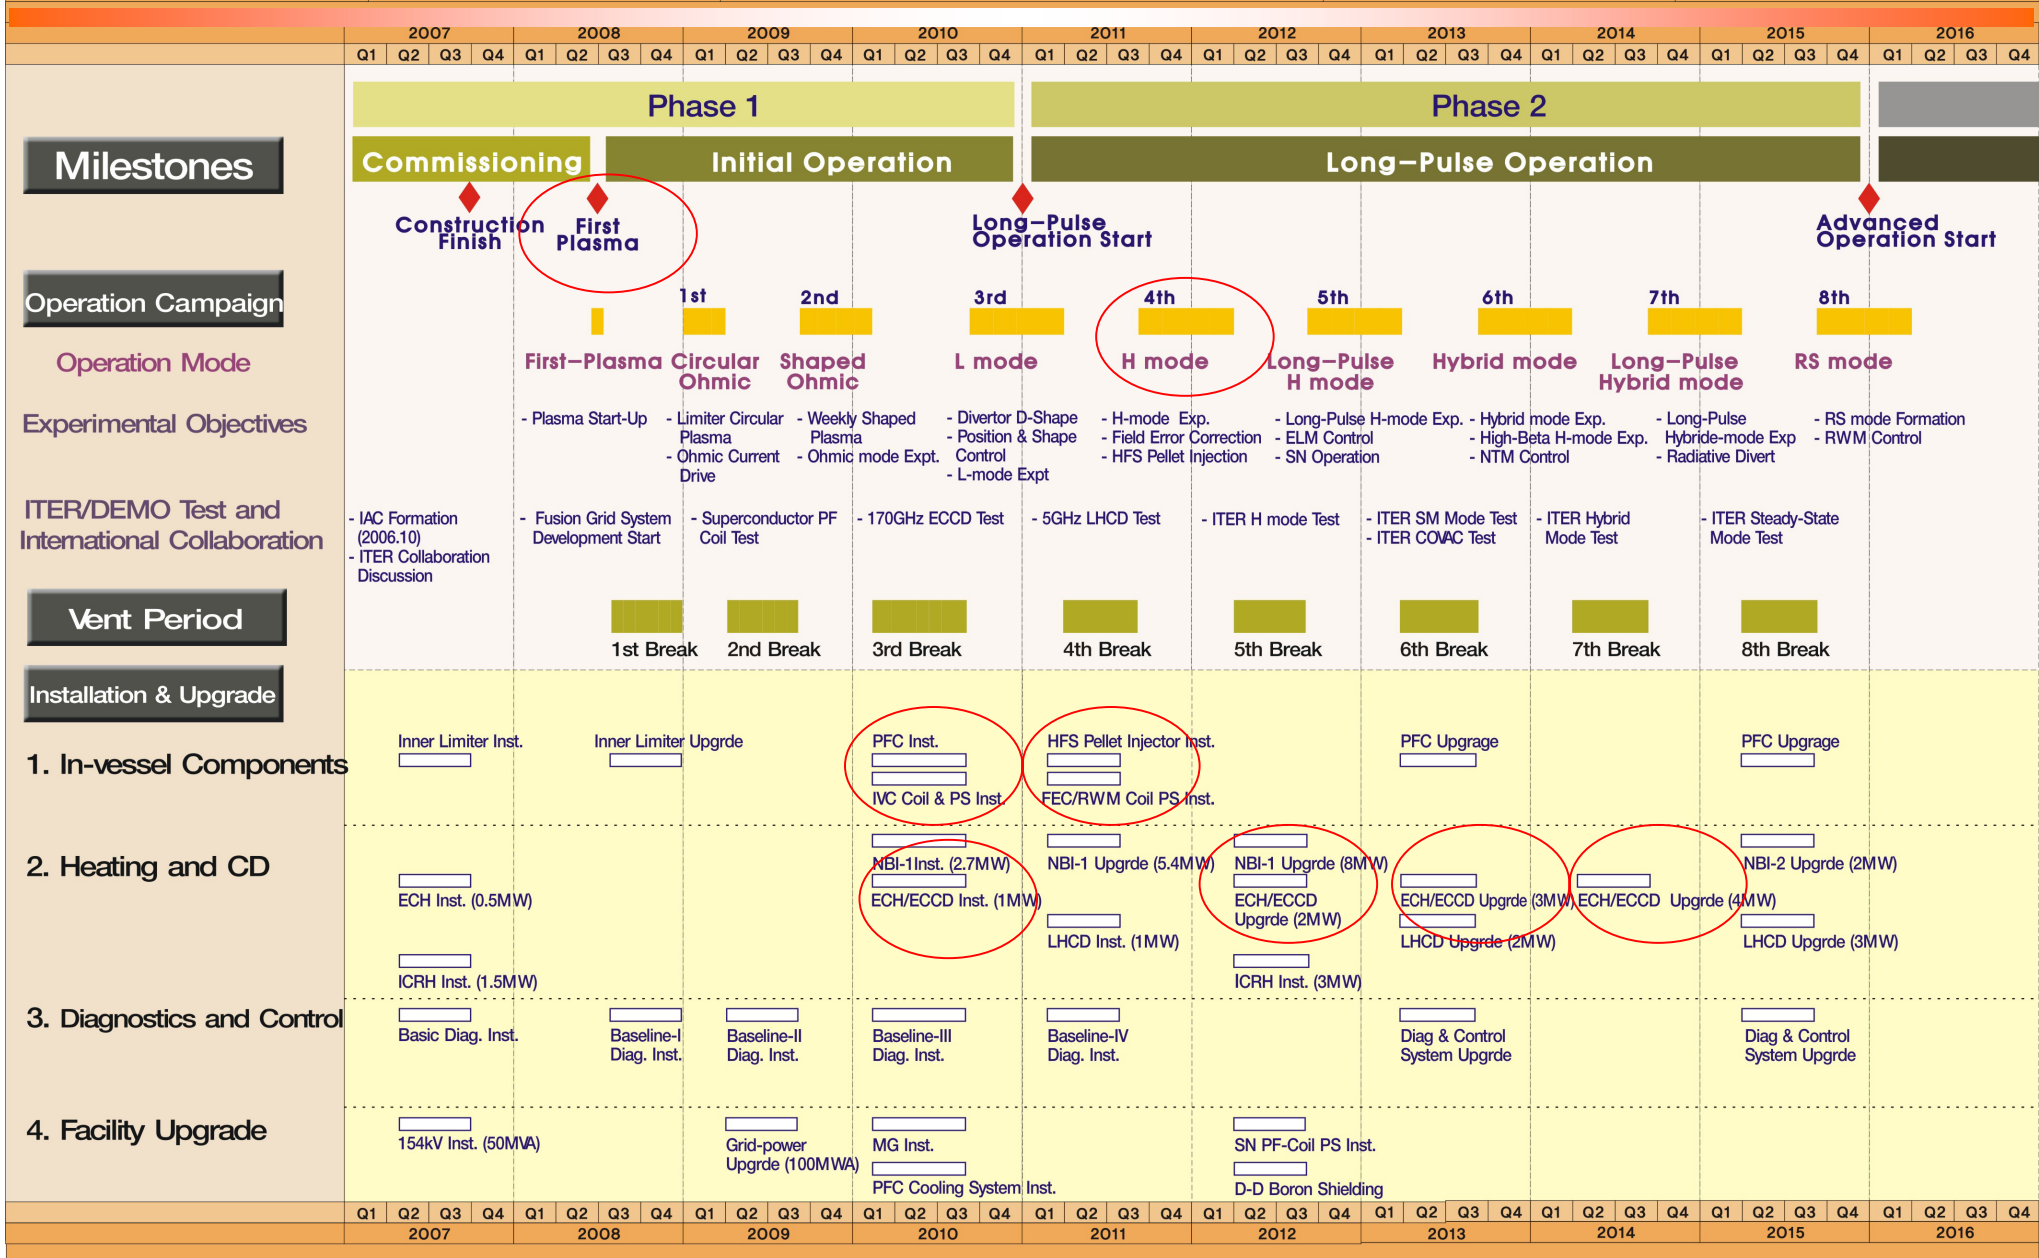 2007 2008 2009 2010 2011 2012 2013 2014 2015 2016
Q1 Q2 Q3 Q4 Q1 Q2 Q3 Q4 Q1 Q2 Q3 Q4 Q1 Q2 Q3 Q4 Q1 Q2 Q3 Q4 Q1 Q2 Q3 Q4 Q1 Q2 Q3 Q4 Q1 Q2 Q3 Q4 Q1 Q2 Q3 Q4 Q1 Q2 Q3 Q4
Phase 1
Phase 2
Milestones
Commissioning
Initial Operation
Long-Pulse Operation
Construction
Finish
First
Plasma
Long-Pulse
Operation Start
Advanced
Operation Start
Operation Campaign
1st
2nd
3rd
4th
5th
6th
7th
8th
Operation Mode
First-Plasma
Circular
Ohmic
Shaped
Ohmic
L mode
H mode
Long-Pulse
H mode
Hybrid mode
Long-Pulse
Hybrid mode
RS mode
Experimental Objectives
- Plasma Start-Up
- Limiter Circular
Plasma
- Ohmic Current
Drive
- Weekly Shaped
Plasma
- Ohmic mode Expt.
- Divertor D-Shape
- Position & Shape
Control
- L-mode Expt
- H-mode Exp.
- Field Error Correction
- HFS Pellet Injection
- Long-Pulse H-mode Exp.
- ELM Control
- SN Operation
- Hybrid mode Exp.
- High-Beta H-mode Exp.
- NTM Control
- Long-Pulse
Hybride-mode Exp
- Radiative Divert
- RS mode Formation
- RWM Control
ITER/DEMO Test and
International Collaboration
- IAC Formation
(2006.10)
- ITER Collaboration
Discussion
- Fusion Grid System
Development Start
- Superconductor PF
Coil Test
- 170GHz ECCD Test
- 5GHz LHCD Test
- ITER H mode Test
- ITER SM Mode Test
- ITER COVAC Test
- ITER Hybrid
Mode Test
- ITER Steady-State
Mode Test
Vent Period
1st Break
2nd Break
3rd Break
4th Break
5th Break
6th Break
7th Break
8th Break
Installation & Upgrade
1. In-vessel Components
Inner Limiter Inst.
Inner Limiter Upgrde
PFC Inst.
IVC Coil & PS Inst.
HFS Pellet Injector Inst.
FEC/RWM Coil PS Inst.
PFC Upgrage
PFC Upgrage
2. Heating and CD
NBI-1Inst. (2.7MW)
NBI-1 Upgrde (5.4MW)
NBI-1 Upgrde (8MW)
NBI-2 Upgrde (2MW)
ECH Inst. (0.5MW)
ECH/ECCD Inst. (1MW)
ECH/ECCD
Upgrde (2MW)
ECH/ECCD Upgrde (3MW)
ECH/ECCD Upgrde (4MW)
LHCD Inst. (1MW)
LHCD Upgrde (2MW)
LHCD Upgrde (3MW)
ICRH Inst. (1.5MW)
ICRH Inst. (3MW)
3. Diagnostics and Control
Basic Diag. Inst.
Baseline-I
Diag. Inst.
Baseline-II
Diag. Inst.
Baseline-III
Diag. Inst.
Baseline-IV
Diag. Inst.
Diag & Control
System Upgrde
Diag & Control
System Upgrde
4. Facility Upgrade
154kV Inst. (50MVA)
Grid-power
Upgrde (100MWA)
MG Inst.
PFC Cooling System Inst.
SN PF-Coil PS Inst.
D-D Boron Shielding
Q1 Q2 Q3 Q4 Q1 Q2 Q3 Q4 Q1 Q2 Q3 Q4 Q1 Q2 Q3 Q4 Q1 Q2 Q3 Q4 Q1 Q2 Q3 Q4 Q1 Q2 Q3 Q4 Q1 Q2 Q3 Q4 Q1 Q2 Q3 Q4 Q1 Q2 Q3 Q4
2007 2008 2009 2010 2011 2012 2013 2014 2015 2016